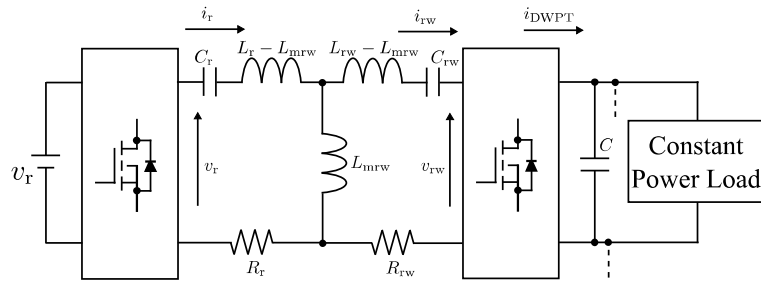 i_r
i_rw
i_DWPT
C_r
L_r − L_mrw
L_rw − L_mrw
C_rw
v_r
v_r
L_mrw
v_rw
C
Constant
Power Load
R_r
R_rw